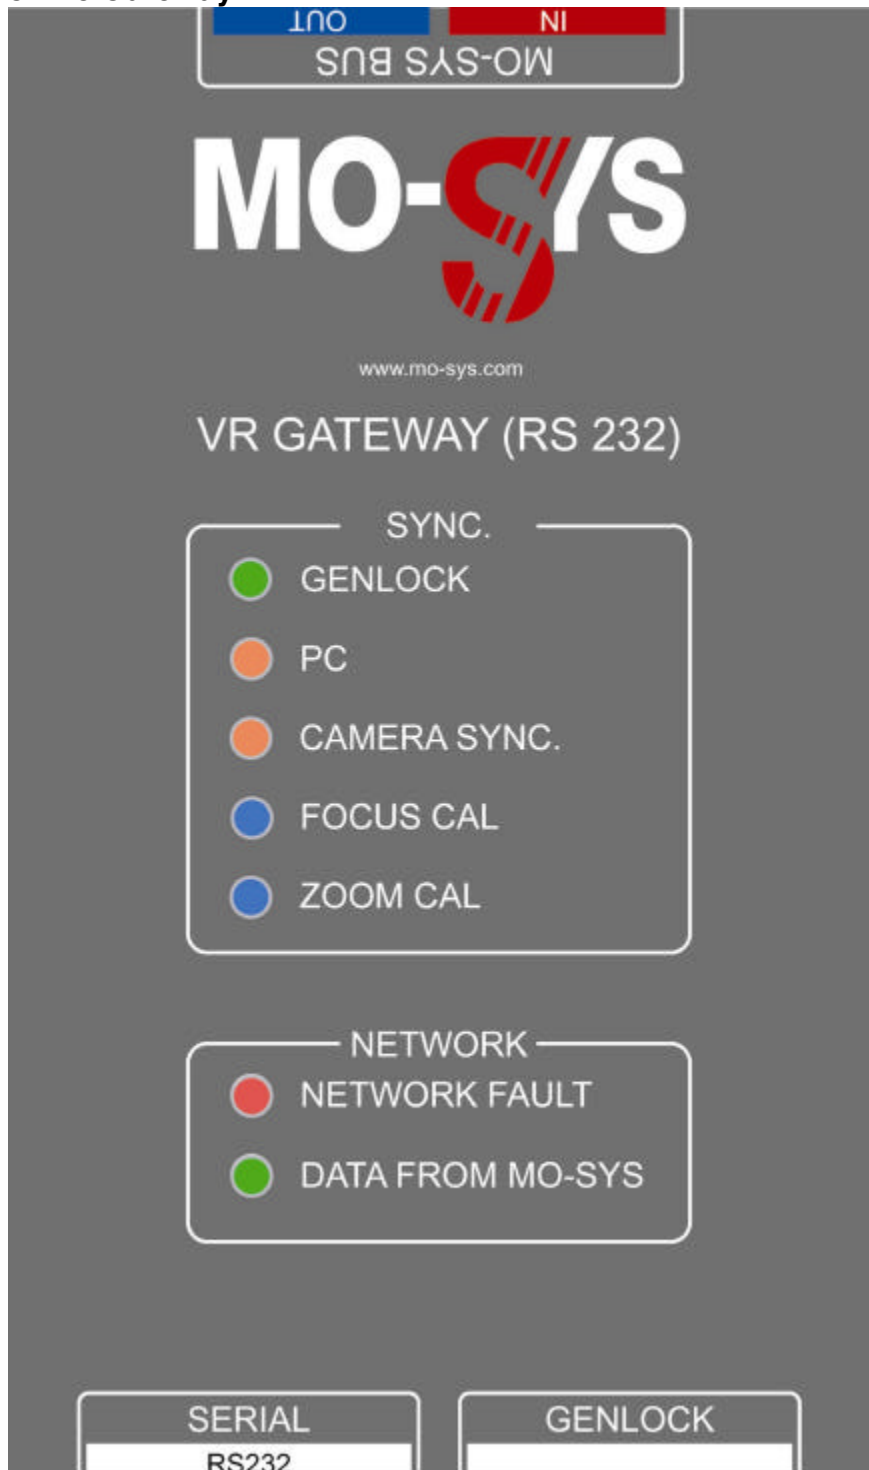 OUT IN
MO-SYS BUS
MO-SYS
www.mo-sys.com
VR GATEWAY (RS 232)
SYNC.
GENLOCK
PC
CAMERA SYNC.
FOCUS CAL
ZOOM CAL
NETWORK
NETWORK FAULT
DATA FROM MO-SYS
SERIAL GENLOCK
RS232